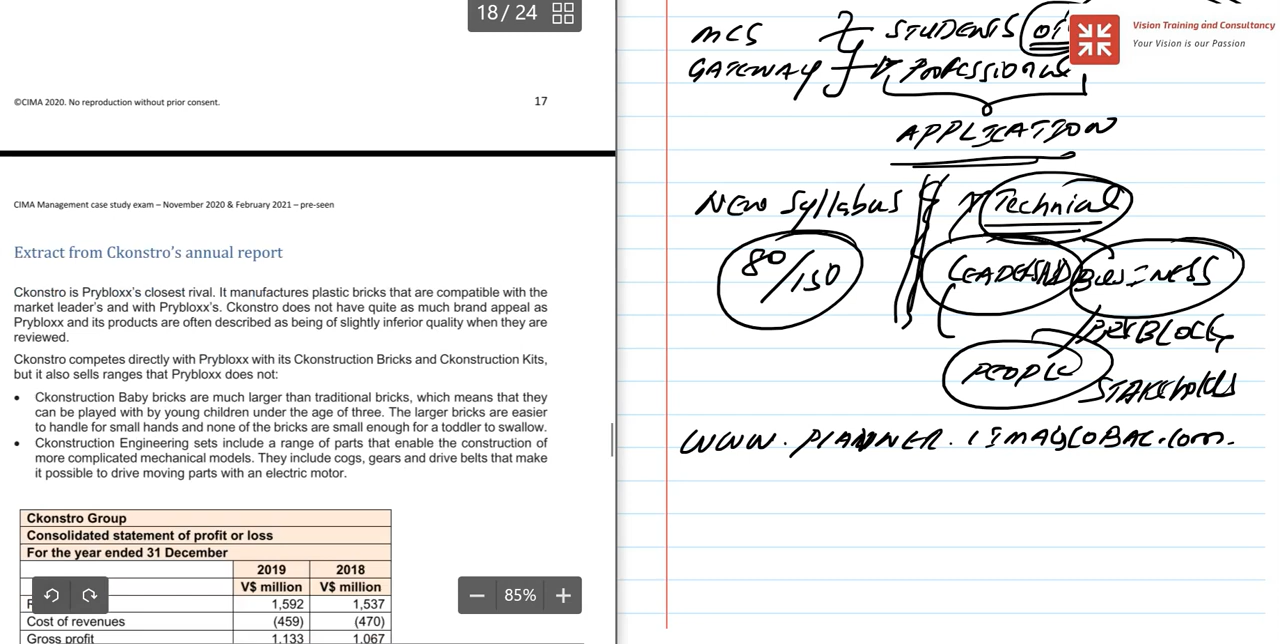 18 / 24
©CIMA 2020. No reproduction without prior consent.
17
CIMA Management case study exam – November 2020 & February 2021 – pre-seen
Extract from Ckonstro's annual report
Ckonstro is Prybloxx's closest rival. It manufactures plastic bricks that are compatible with the
market leader's and with Prybloxx's. Ckonstro does not have quite as much brand appeal as
Prybloxx and its products are often described as being of slightly inferior quality when they are
reviewed.
Ckonstro competes directly with Prybloxx with its Ckonstruction Bricks and Ckonstruction Kits,
but it also sells ranges that Prybloxx does not:
• Ckonstruction Baby bricks are much larger than traditional bricks, which means that they
can be played with by young children under the age of three. The larger bricks are easier
to handle for small hands and none of the bricks are small enough for a toddler to swallow.
• Ckonstruction Engineering sets include a range of parts that enable the construction of
more complicated mechanical models. They include cogs, gears and drive belts that make
it possible to drive moving parts with an electric motor.
Ckonstro Group
Consolidated statement of profit or loss
For the year ended 31 December
2019 2018
V$ million V$ million
1,592 1,537
Cost of revenues (459) (470)
Gross profit 1,133 1,067
85%
Vision Training and Consultancy
Your Vision is our Passion
MCS STUDENTS
GATEWAY PROFESSIONALS
APPLICATION
NEW Syllabus Technical
80/150 LEADERSHIP BUSINESS
PRYBLOCX
PEOPLE STAKEHOLDS
WWW.PLANNER.CIMAGLOBAL.Com.